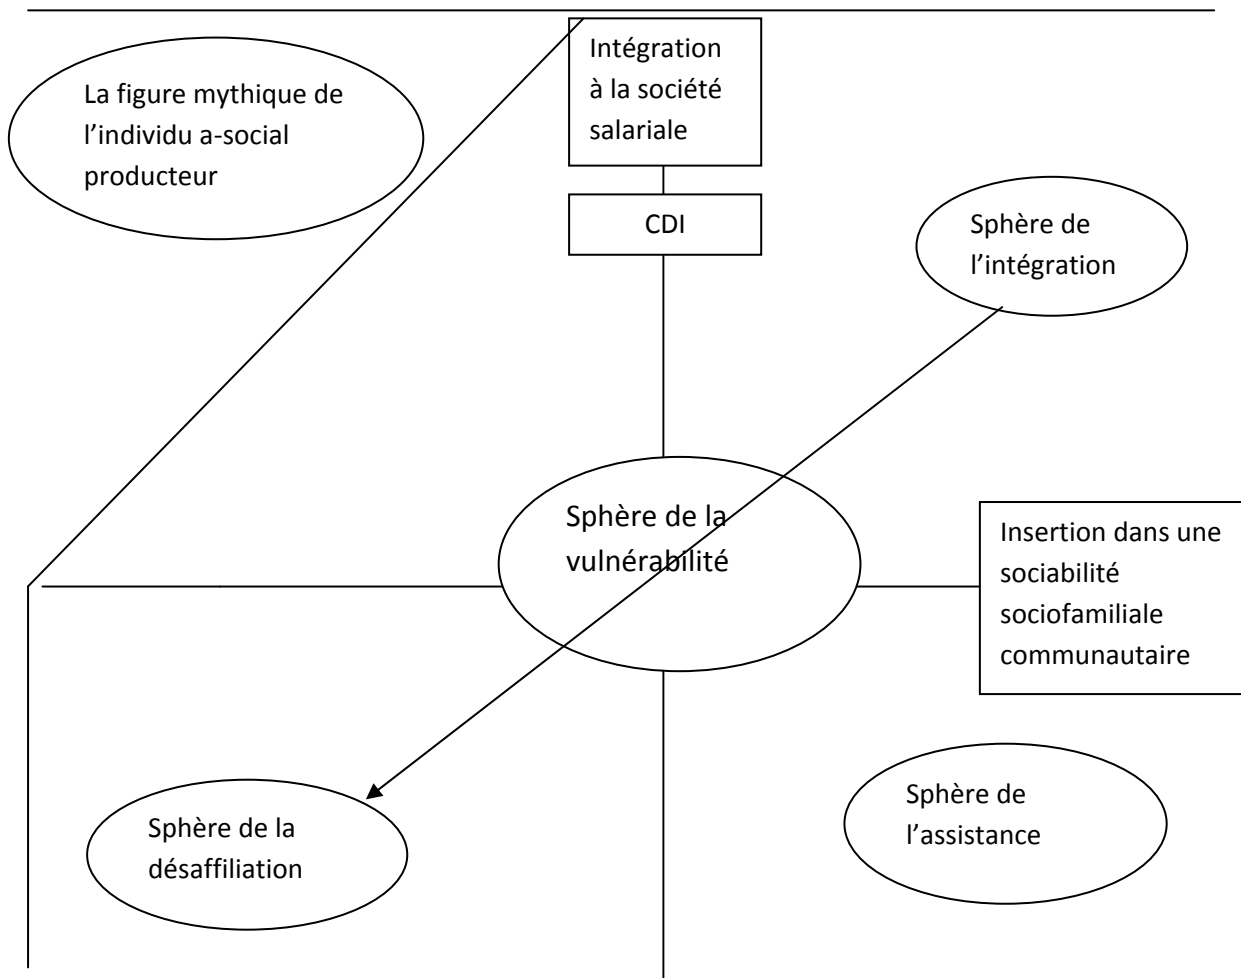 La figure mythique de
l’individu a-social
producteur
Intégration
à la société
salariale
CDI
Sphère de
l’intégration
Sphère de la
vulnérabilité
Insertion dans une
sociabilité
sociofamiliale
communautaire
Sphère de la
désaffiliation
Sphère de
l’assistance